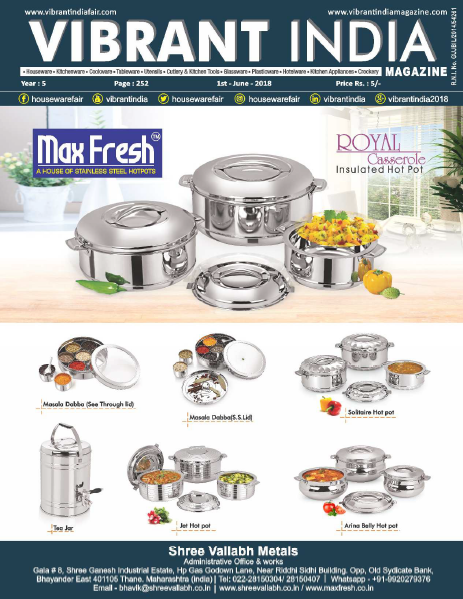 www.vibrantindiafair.com www.vibrantindiamagazine.com
VIBRANT INDIA
• Houseware • Kitchenware • Cookware • Tableware • Utensils • Cutlery & Kitchen Tools • Glassware • Plasticware • Hotelware • Kitchen Appliances • Crockery
MAGAZINE
R.N.I. No. GUJBIL/2014/54261
Year : 5 Page : 252 1st - June - 2018 Price Rs. : 5/-
housewarefair vibrantindia housewarefair housewarefair vibrantindia vibrantindia2018
Max Fresh TM
A HOUSE OF STAINLESS STEEL HOTPOTS
ROYAL
Casserole
Insulated Hot Pot
Masala Dabba (See Through lid)
Masala Dabba(S.S.Lid)
Solitaire Hot pot
Tea Jar
Jet Hot pot
Arina Belly Hot pot
Shree Vallabh Metals
Administrative Office & works
Gala # 8, Shree Ganesh Industrial Estate, Hp Gas Godown Lane, Near Riddhi Sidhi Building, Opp, Old Sydicate Bank,
Bhayander East 401105 Thane. Maharashtra (india) | Tel: 022-28150304/ 28150407 | Whatsapp - +91-9920279376
Email - bhavik@shreevallabh.co.in | www.shreevallabh.co.in / www.maxfresh.co.in